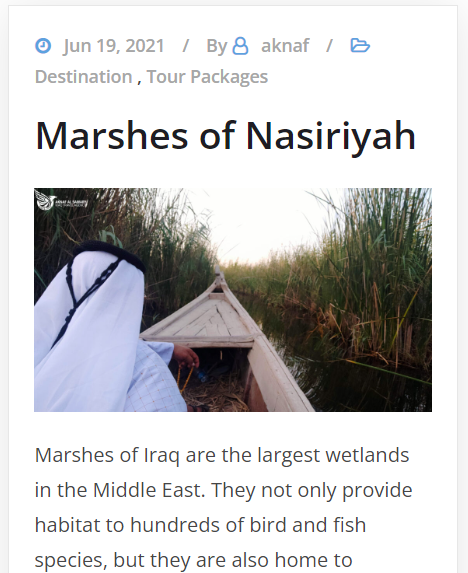 Jun 19, 2021 / By aknaf /
Destination , Tour Packages
Marshes of Nasiriyah
Marshes of Iraq are the largest wetlands
in the Middle East. They not only provide
habitat to hundreds of bird and fish
species, but they are also home to